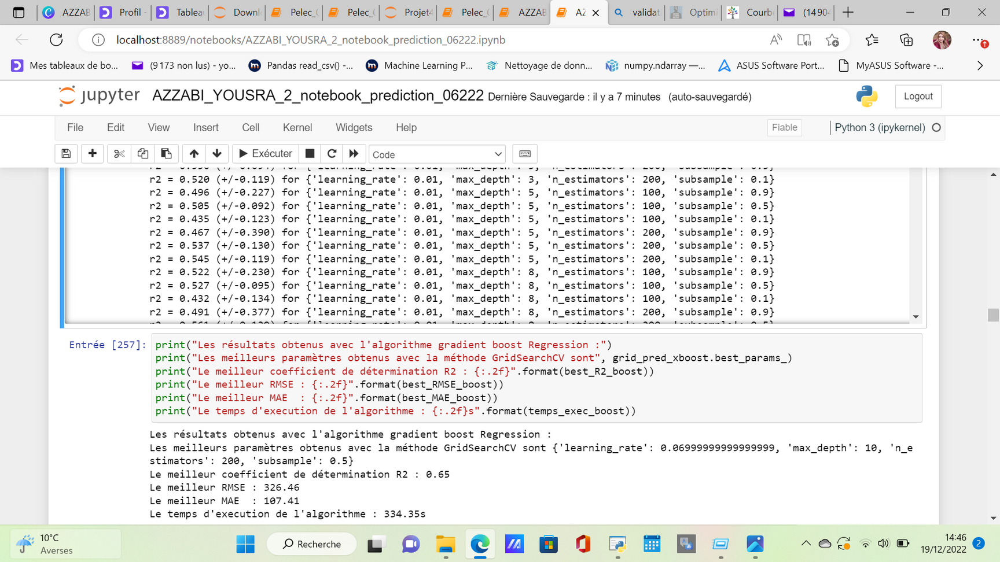 AZZAB
Profil -
Tablea
Downl
Pelec_(
Pelec_(
Projet4
Pelec_(
AZZAB
AZ
validat
Optimi
Courb
(14 904
localhost:8889/notebooks/AZZABI_YOUSRA_2_notebook_prediction_06222.ipynb
Mes tableaux de bo...
(9 173 non lus) - yo...
Pandas read_csv() -...
Machine Learning P...
Nettoyage de donn...
numpy.ndarray —...
ASUS Software Port...
MyASUS Software -...
jupyter AZZABI_YOUSRA_2_notebook_prediction_06222 Dernière Sauvegarde : il y a 7 minutes (auto-sauvegardé)
Logout
File Edit View Insert Cell Kernel Widgets Help
Fiable
Python 3 (ipykernel)
Exécuter
Code
r2 = 0.520 (+/-0.119) for {'learning_rate': 0.01, 'max_depth': 3, 'n_estimators': 200, 'subsample': 0.1}
r2 = 0.496 (+/-0.227) for {'learning_rate': 0.01, 'max_depth': 5, 'n_estimators': 100, 'subsample': 0.9}
r2 = 0.505 (+/-0.092) for {'learning_rate': 0.01, 'max_depth': 5, 'n_estimators': 100, 'subsample': 0.5}
r2 = 0.435 (+/-0.123) for {'learning_rate': 0.01, 'max_depth': 5, 'n_estimators': 100, 'subsample': 0.1}
r2 = 0.467 (+/-0.390) for {'learning_rate': 0.01, 'max_depth': 5, 'n_estimators': 200, 'subsample': 0.9}
r2 = 0.537 (+/-0.130) for {'learning_rate': 0.01, 'max_depth': 5, 'n_estimators': 200, 'subsample': 0.5}
r2 = 0.545 (+/-0.119) for {'learning_rate': 0.01, 'max_depth': 5, 'n_estimators': 200, 'subsample': 0.1}
r2 = 0.522 (+/-0.230) for {'learning_rate': 0.01, 'max_depth': 8, 'n_estimators': 100, 'subsample': 0.9}
r2 = 0.527 (+/-0.095) for {'learning_rate': 0.01, 'max_depth': 8, 'n_estimators': 100, 'subsample': 0.5}
r2 = 0.432 (+/-0.134) for {'learning_rate': 0.01, 'max_depth': 8, 'n_estimators': 100, 'subsample': 0.1}
r2 = 0.491 (+/-0.377) for {'learning_rate': 0.01, 'max_depth': 8, 'n_estimators': 200, 'subsample': 0.9}
Entrée [257]: print("Les résultats obtenus avec l'algorithme gradient boost Regression :")
print("Les meilleurs paramètres obtenus avec la méthode GridSearchCV sont", grid_pred_xboost.best_params_)
print("Le meilleur coefficient de détermination R2 : {:.2f}".format(best_R2_boost))
print("Le meilleur RMSE : {:.2f}".format(best_RMSE_boost))
print("Le meilleur MAE  : {:.2f}".format(best_MAE_boost))
print("Le temps d'execution de l'algorithme : {:.2f}s".format(temps_exec_boost))
Les résultats obtenus avec l'algorithme gradient boost Regression :
Les meilleurs paramètres obtenus avec la méthode GridSearchCV sont {'learning_rate': 0.06999999999999999, 'max_depth': 10, 'n_e
stimators': 200, 'subsample': 0.5}
Le meilleur coefficient de détermination R2 : 0.65
Le meilleur RMSE : 326.46
Le meilleur MAE  : 107.41
Le temps d'execution de l'algorithme : 334.35s
10°C
Averses
Recherche
14:46
19/12/2022
2